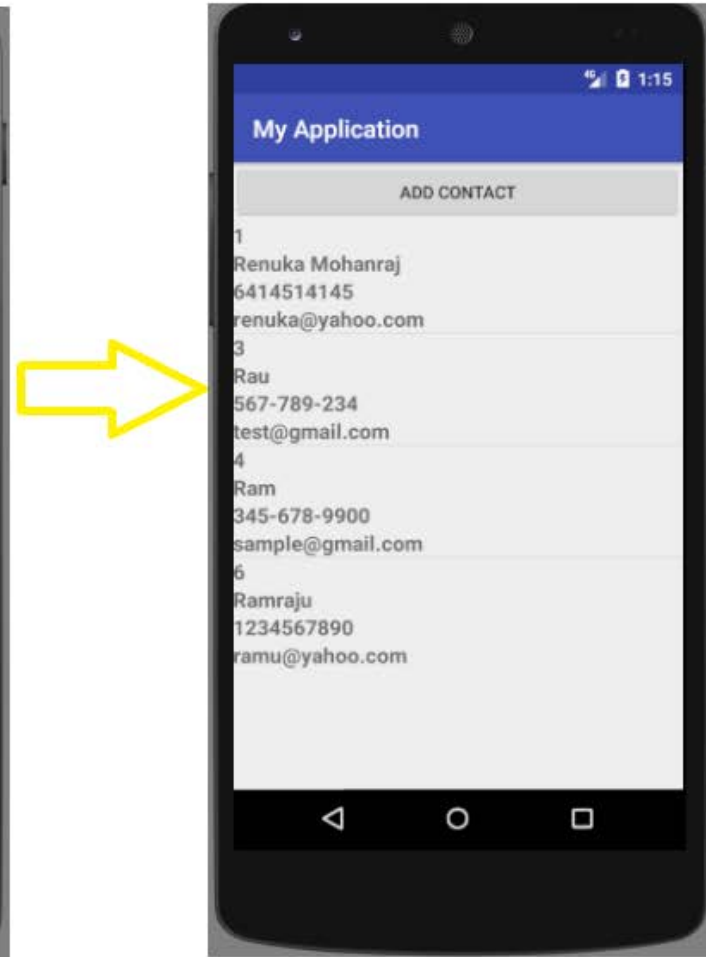 4G 1:15
My Application
ADD CONTACT
1
Renuka Mohanraj
6414514145
renuka@yahoo.com
3
Rau
567-789-234
test@gmail.com
4
Ram
345-678-9900
sample@gmail.com
6
Ramraju
1234567890
ramu@yahoo.com